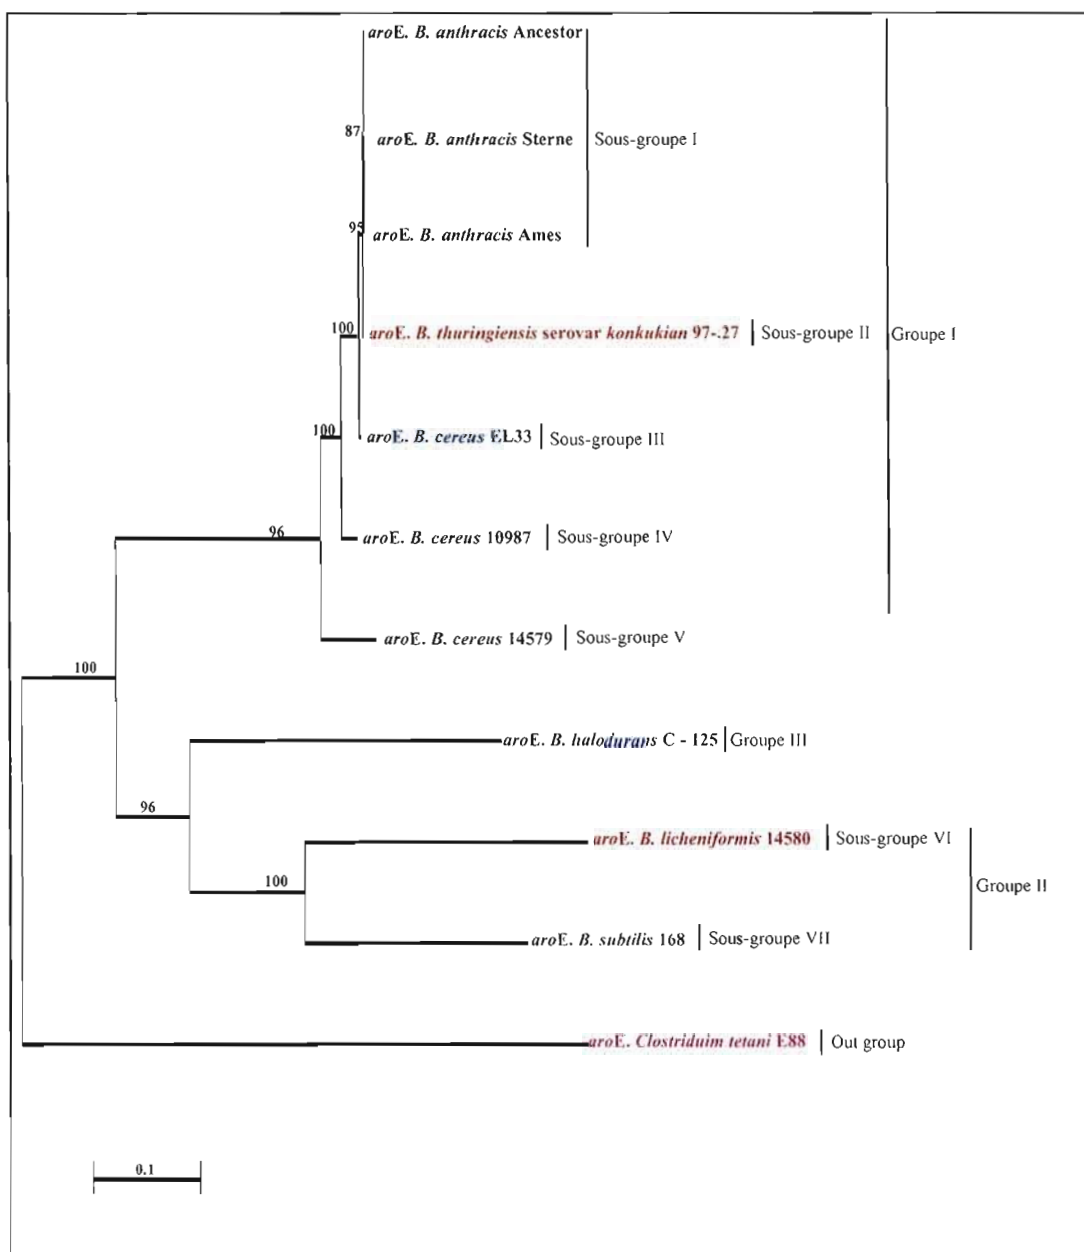 aroE. B. anthracis Ancestor
87
aroE. B. anthracis Sterne
Sous-groupe I
95
aroE. B. anthracis Ames
100
aroE. B. thuringiensis serovar konkukian 97-.27
Sous-groupe II
Groupe I
100
aroE. B. cereus EL33
Sous-groupe III
96
aroE. B. cereus 10987
Sous-groupe IV
aroE. B. cereus 14579
Sous-groupe V
100
aroE. B. halodurans C - 125
Groupe III
96
aroE. B. licheniformis 14580
Sous-groupe VI
100
Groupe II
aroE. B. subtilis 168
Sous-groupe VII
aroE. Clostriduim tetani E88
Out group
0.1